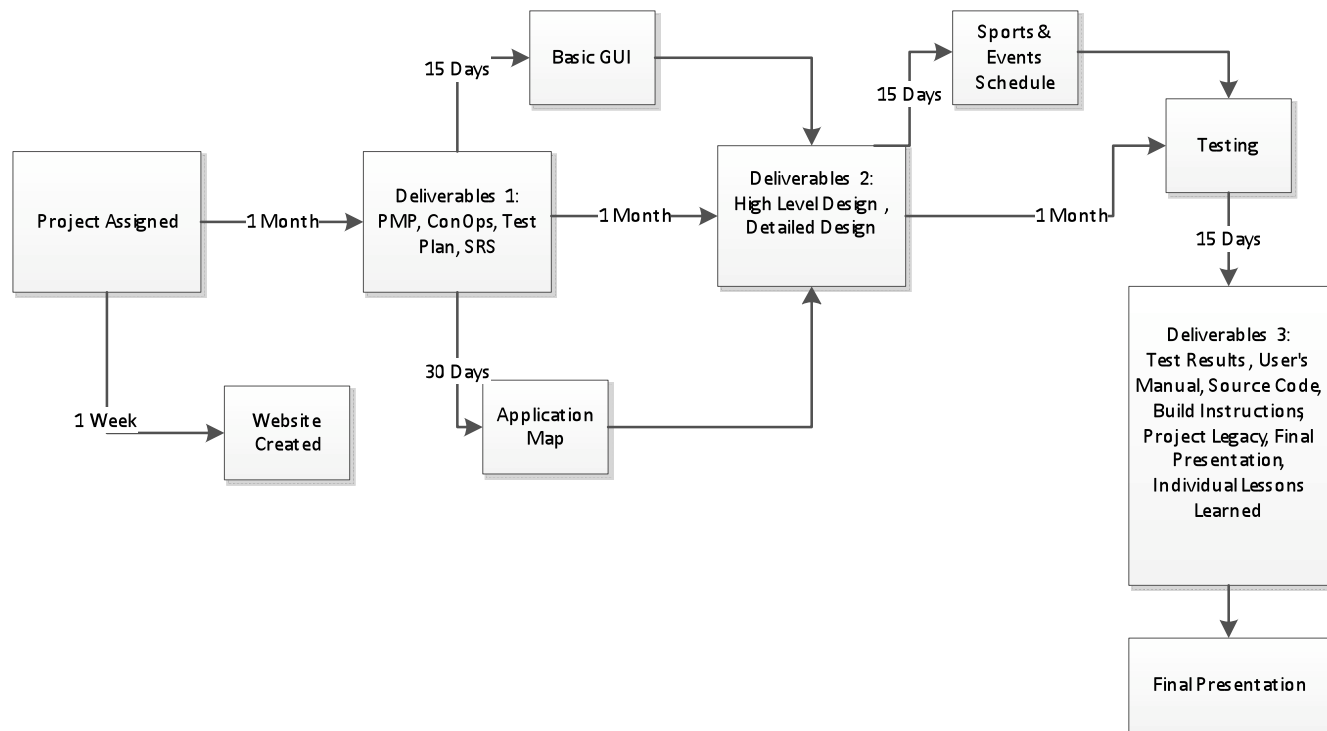 Project Assigned
1 Month
1 Week
Website
Created
Deliverables 1:
PMP, ConOps, Test
Plan, SRS
15 Days
Basic GUI
1 Month
30 Days
Application
Map
Deliverables 2:
High Level Design ,
Detailed Design
15 Days
Sports &
Events
Schedule
1 Month
Testing
15 Days
Deliverables 3:
Test Results , User's
Manual, Source Code,
Build Instructions,
Project Legacy, Final
Presentation,
Individual Lessons
Learned
Final Presentation